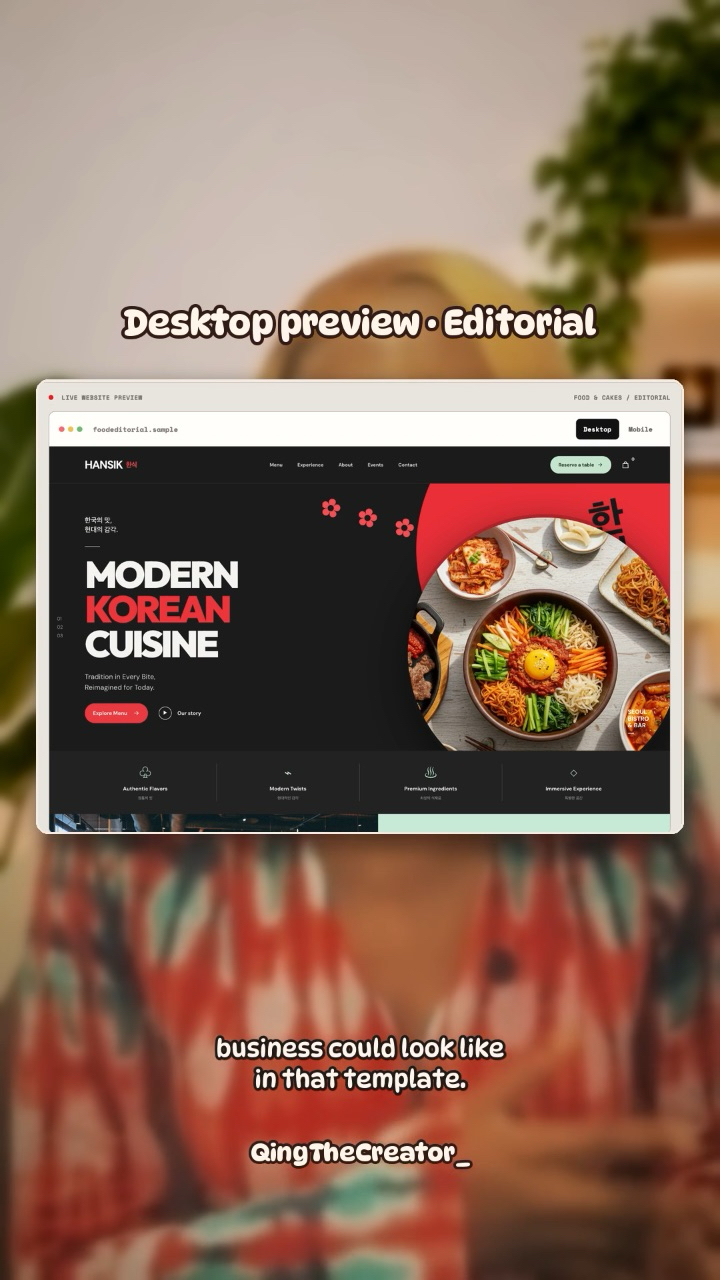 Desktop preview • Editorial
LIVE WEBSITE PREVIEW
FOOD & CAKES / EDITORIAL
foodeditorial.sample
Desktop
Mobile
HANSIK 한식
Menu
Experience
About
Events
Contact
Reserve a table →
0
한국의 맛,
현대의 감각.
MODERN
KOREAN
CUISINE
01
02
03
Tradition in Every Bite,
Reimagined for Today.
Explore Menu →
Our story
하
SEOUL
BISTRO
& BAR
Authentic Flavors
Modern Twists
Premium Ingredients
Immersive Experience
business could look like
in that template.
QingTheCreator_